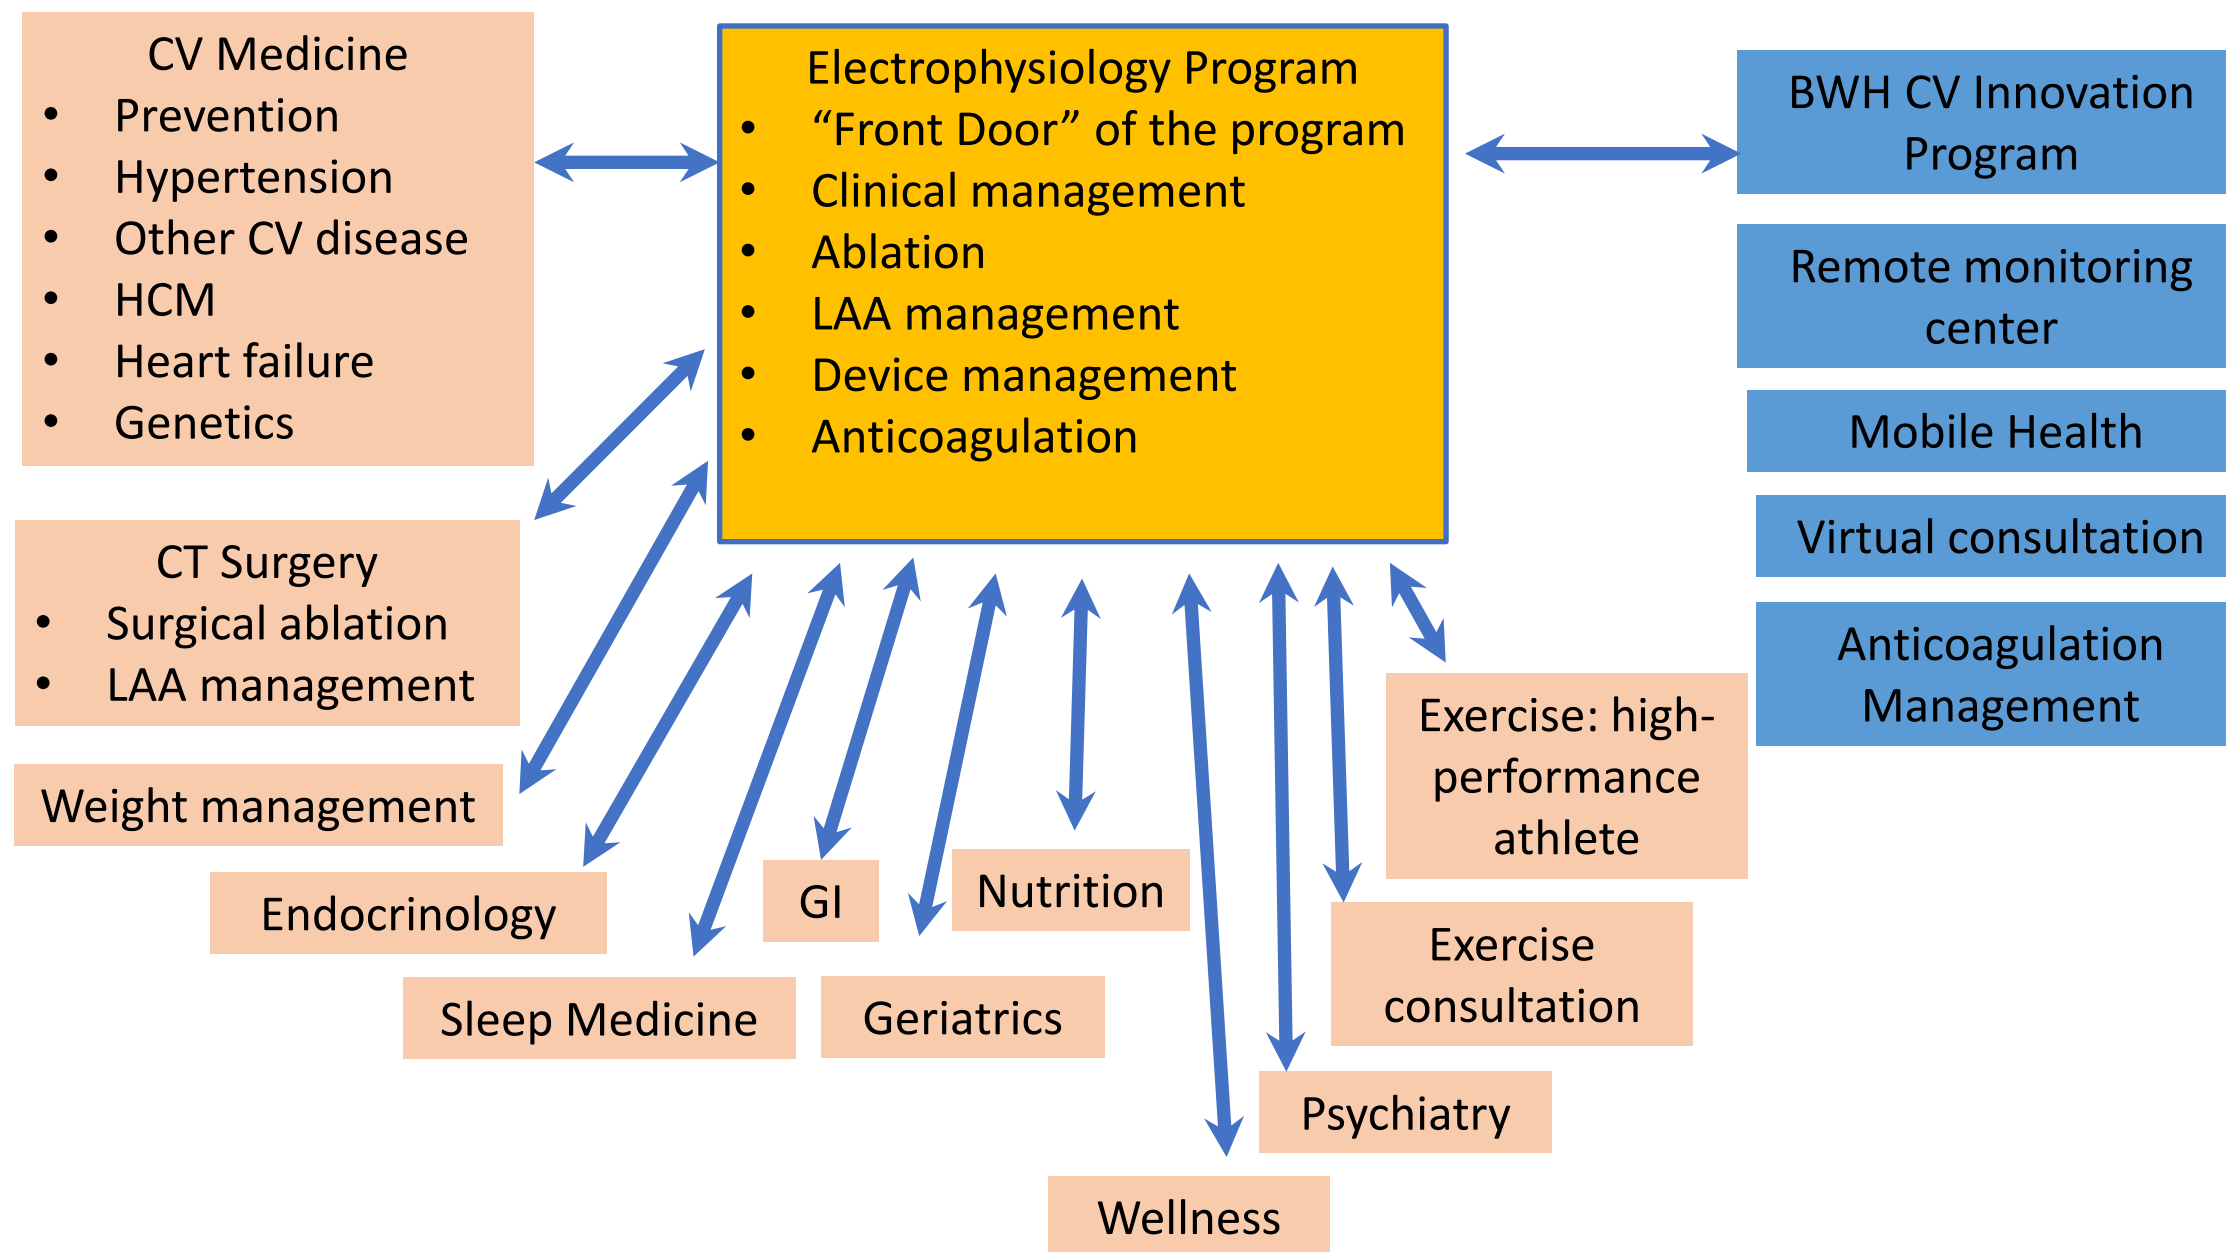 CV Medicine
• Prevention
• Hypertension
• Other CV disease
• HCM
• Heart failure
• Genetics
Electrophysiology Program
• “Front Door” of the program
• Clinical management
• Ablation
• LAA management
• Device management
• Anticoagulation
BWH CV Innovation
Program
Remote monitoring
center
Mobile Health
Virtual consultation
Anticoagulation
Management
CT Surgery
• Surgical ablation
• LAA management
Weight management
Endocrinology
Sleep Medicine
GI
Geriatrics
Nutrition
Wellness
Psychiatry
Exercise
consultation
Exercise: high-
performance
athlete